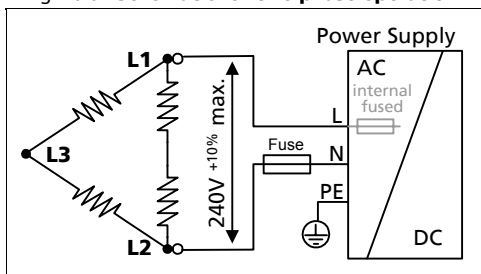 Power Supply
L1
AC
internal
fused
L
240V +10% max.
Fuse
N
L3
PE
L2
DC